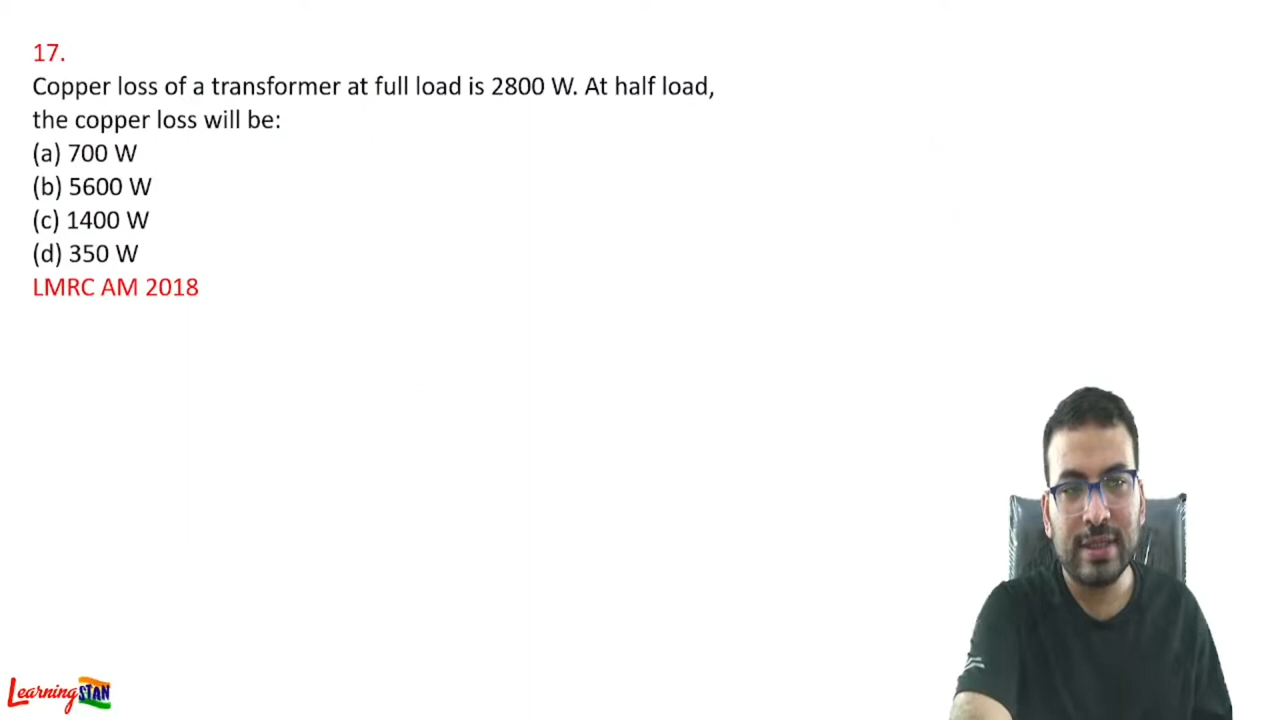 17.
Copper loss of a transformer at full load is 2800 W. At half load,
the copper loss will be:
(a) 700 W
(b) 5600 W
(c) 1400 W
(d) 350 W
LMRC AM 2018
LearningSTAN